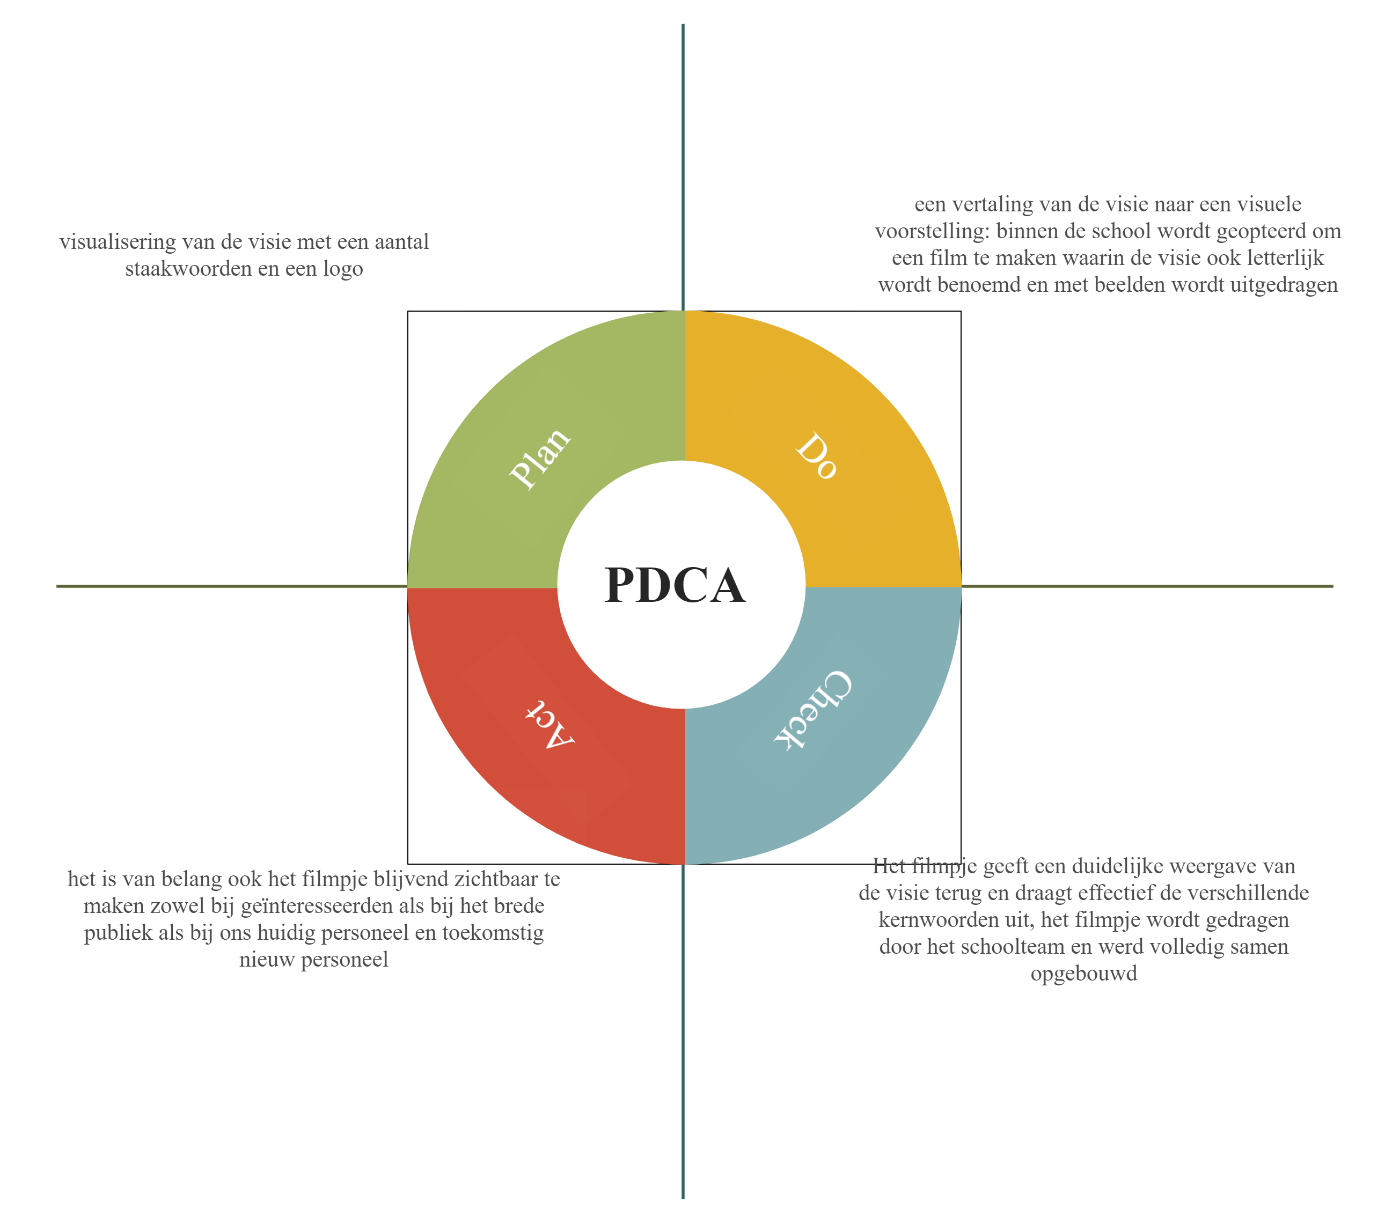 visualisering van de visie met een aantal
staakwoorden en een logo
een vertaling van de visie naar een visuele
voorstelling: binnen de school wordt geopteerd om
een film te maken waarin de visie ook letterlijk
wordt benoemd en met beelden wordt uitgedragen
Plan
Do
PDCA
Act
Check
het is van belang ook het filmpje blijvend zichtbaar te
maken zowel bij geïnteresseerden als bij het brede
publiek als bij ons huidig personeel en toekomstig
nieuw personeel
Het filmpje geeft een duidelijke weergave van
de visie terug en draagt effectief de verschillende
kernwoorden uit, het filmpje wordt gedragen
door het schoolteam en werd volledig samen
opgebouwd